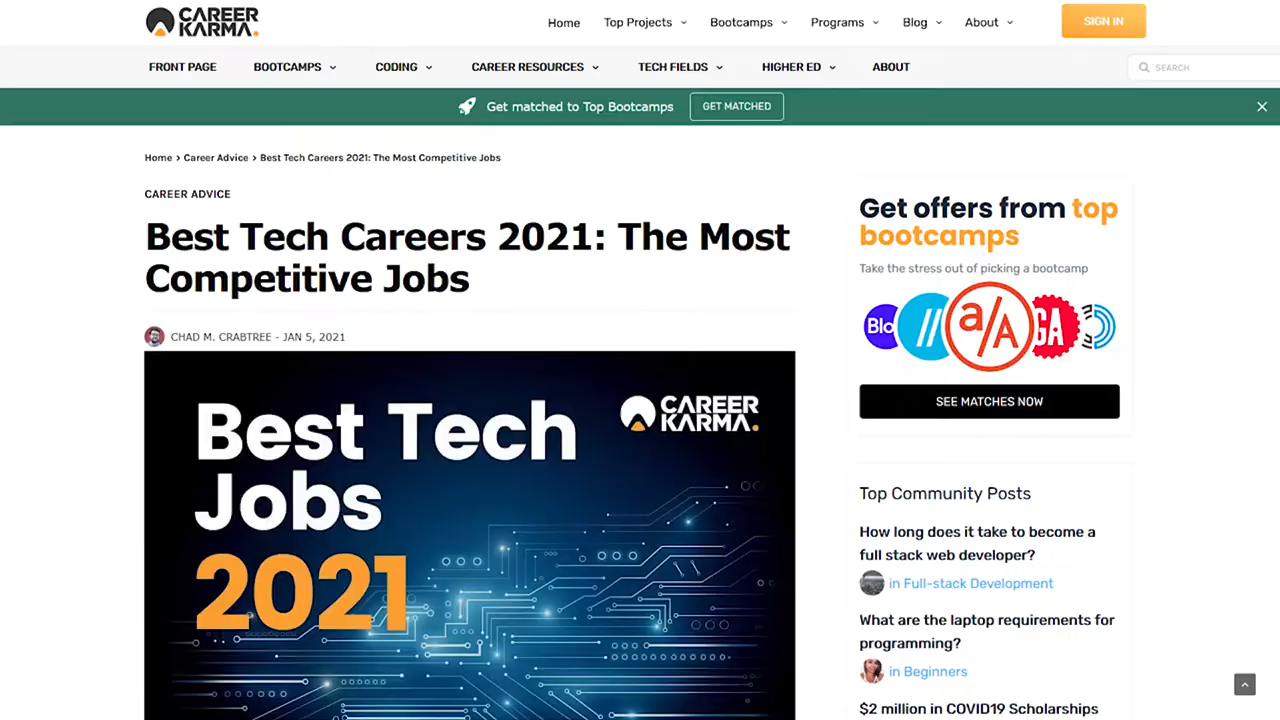 CAREER
KARMA.
Home Top Projects Bootcamps Programs Blog About SIGN IN
FRONT PAGE BOOTCAMPS CODING CAREER RESOURCES TECH FIELDS HIGHER ED ABOUT SEARCH
Get matched to Top Bootcamps GET MATCHED
Home > Career Advice > Best Tech Careers 2021: The Most Competitive Jobs
CAREER ADVICE
Best Tech Careers 2021: The Most
Competitive Jobs
CHAD M. CRABTREE - JAN 5, 2021
Best Tech
Jobs
2021
CAREER
KARMA.
Get offers from top
bootcamps
Take the stress out of picking a bootcamp
Blo // a/A GA
SEE MATCHES NOW
Top Community Posts
How long does it take to become a
full stack web developer?
in Full-stack Development
What are the laptop requirements for
programming?
in Beginners
$2 million in COVID19 Scholarships